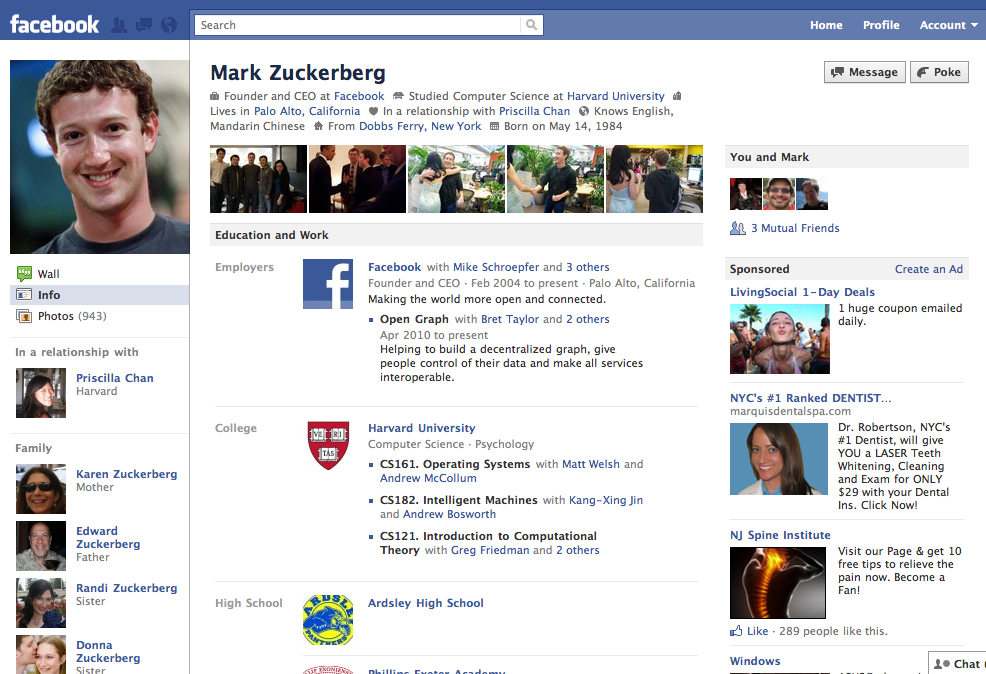 facebook
Search
Home Profile Account
Mark Zuckerberg
Message
Poke
Founder and CEO at Facebook Studied Computer Science at Harvard University
Lives in Palo Alto, California In a relationship with Priscilla Chan Knows English,
Mandarin Chinese From Dobbs Ferry, New York Born on May 14, 1984
Wall
Info
Photos (943)
In a relationship with
Priscilla Chan
Harvard
Family
Karen Zuckerberg
Mother
Edward
Zuckerberg
Father
Randi Zuckerberg
Sister
Donna
Zuckerberg
Sister
Education and Work
Employers
Facebook with Mike Schroepfer and 3 others
Founder and CEO · Feb 2004 to present · Palo Alto, California
Making the world more open and connected.
Open Graph with Bret Taylor and 2 others
Apr 2010 to present
Helping to build a decentralized graph, give
people control of their data and make all services
interoperable.
College
VE RI
TAS
Harvard University
Computer Science · Psychology
CS161. Operating Systems with Matt Welsh and
Andrew McCollum
CS182. Intelligent Machines with Kang-Xing Jin
and Andrew Bosworth
CS121. Introduction to Computational
Theory with Greg Friedman and 2 others
High School
ARDSLEY
PANTHERS
Ardsley High School
Phillips Exeter Academy
You and Mark
3 Mutual Friends
Sponsored
Create an Ad
LivingSocial 1-Day Deals
1 huge coupon emailed
daily.
NYC's #1 Ranked DENTIST...
marquisdentalspa.com
Dr. Robertson, NYC's
#1 Dentist, will give
YOU a LASER Teeth
Whitening, Cleaning
and Exam for ONLY
$29 with your Dental
Ins. Click Now!
NJ Spine Institute
Visit our Page & get 10
free tips to relieve the
pain now. Become a
Fan!
Like · 289 people like this.
Windows
Chat (